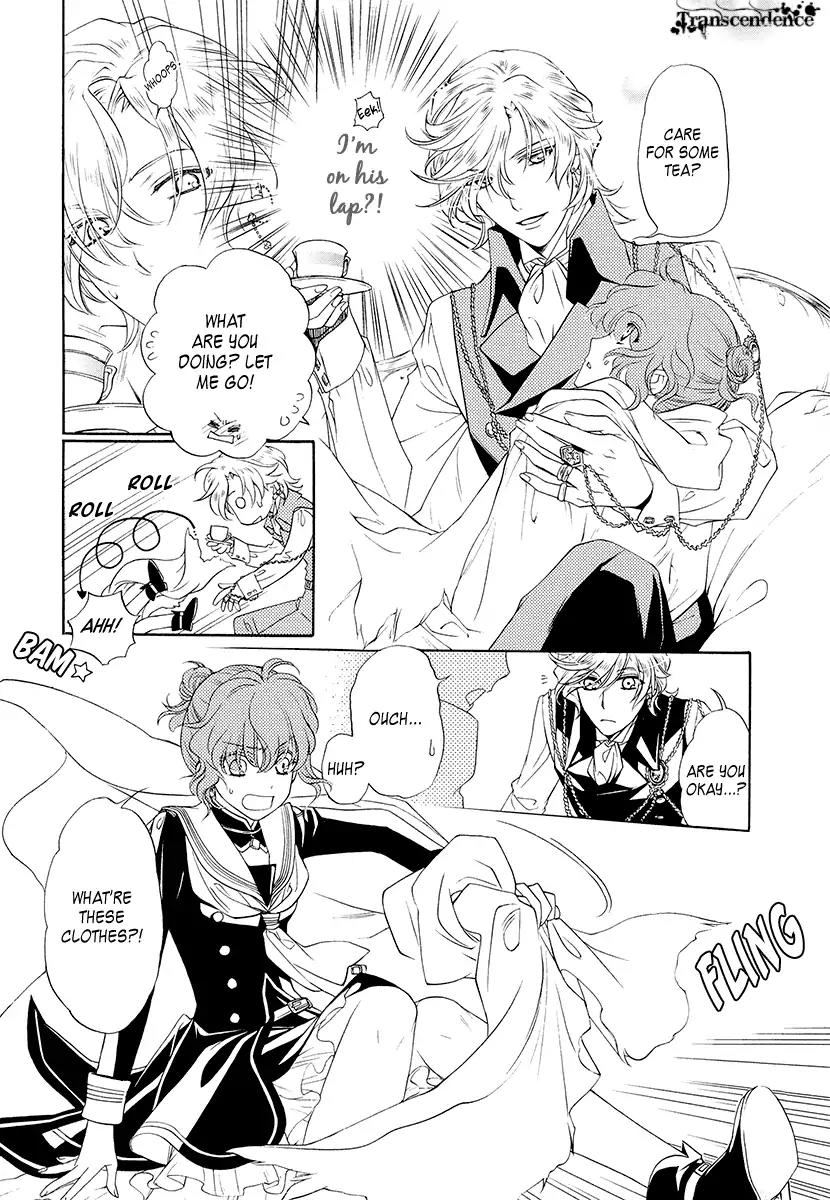 Transcendence
CARE
FOR SOME
TEA?
Eek!
I'm
on his
lap?!
WHOOPS.
WHAT
ARE YOU
DOING? LET
ME GO!
ROLL
ROLL
AHH!
BAM
ARE YOU
OKAY...?
OUCH...
HUH?
WHAT'RE
THESE
CLOTHES?!
FLING